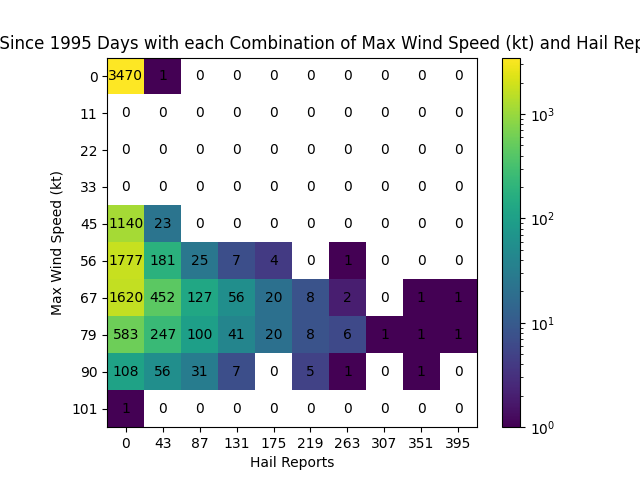 Since 1995 Days with each Combination of Max Wind Speed (kt) and Hail Rep
0 3470 1 0 0 0 0 0 0 0 0
11 0 0 0 0 0 0 0 0 0 0
22 0 0 0 0 0 0 0 0 0 0
33 0 0 0 0 0 0 0 0 0 0
45 1140 23 0 0 0 0 0 0 0 0
56 1777 181 25 7 4 0 1 0 0 0
67 1620 452 127 56 20 8 2 0 1 1
79 583 247 100 41 20 8 6 1 1 1
90 108 56 31 7 0 5 1 0 1 0
101 1 0 0 0 0 0 0 0 0 0
0 43 87 131 175 219 263 307 351 395
Hail Reports
Max Wind Speed (kt)
10³
10²
10¹
10⁰